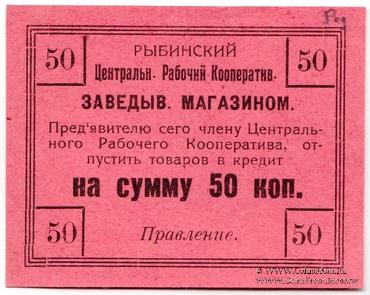 50 РЫБИНСКИЙ 50
Центральн. Рабочий Кооператив.
ЗАВЕДЫВ. МАГАЗИНОМ.
Пред'явителю сего члену Централь-
ного Рабочего Кооператива, от-
пустить товаров в кредит
на сумму 50 коп.
50 Правление. 50